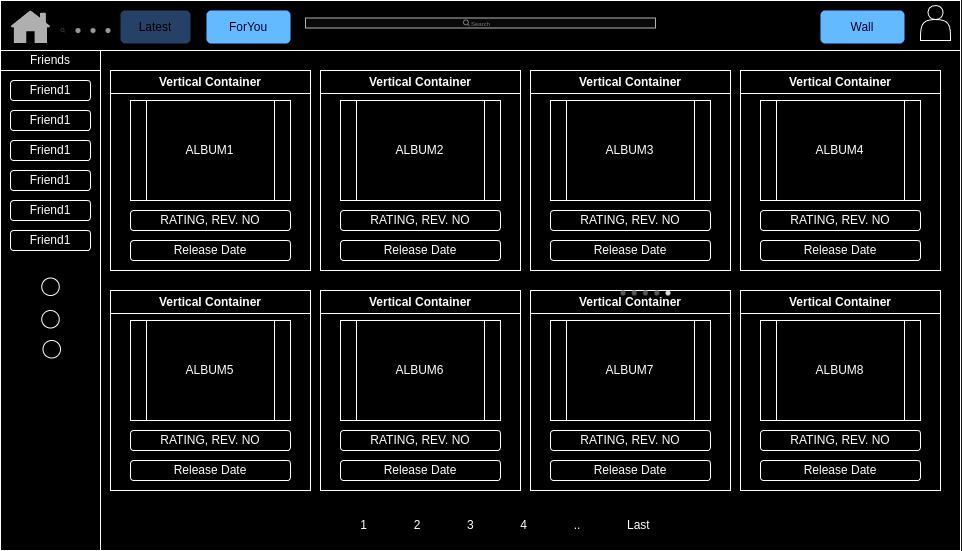 Latest
ForYou
Search
Wall
Friends
Friend1
Friend1
Friend1
Friend1
Friend1
Friend1
Vertical Container
ALBUM1
RATING, REV. NO
Release Date
Vertical Container
ALBUM2
RATING, REV. NO
Release Date
Vertical Container
ALBUM3
RATING, REV. NO
Release Date
Vertical Container
ALBUM4
RATING, REV. NO
Release Date
Vertical Container
ALBUM5
RATING, REV. NO
Release Date
Vertical Container
ALBUM6
RATING, REV. NO
Release Date
Vertical Container
ALBUM7
RATING, REV. NO
Release Date
Vertical Container
ALBUM8
RATING, REV. NO
Release Date
1 2 3 4 .. Last